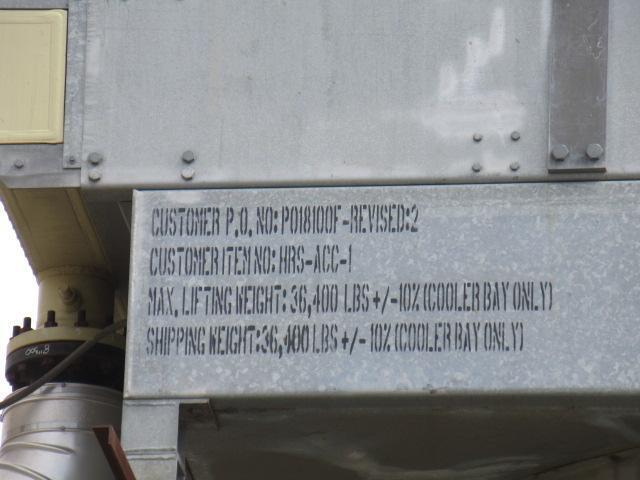 CUSTOMER P.O. NO: P018100F-REVISED:2
CUSTOMER ITEM NO: HRS-ACC-1
MAX. LIFTING WEIGHT: 36,400 LBS +/-10% (COOLER BAY ONLY)
SHIPPING WEIGHT: 36,400 LBS +/-10% (COOLER BAY ONLY)